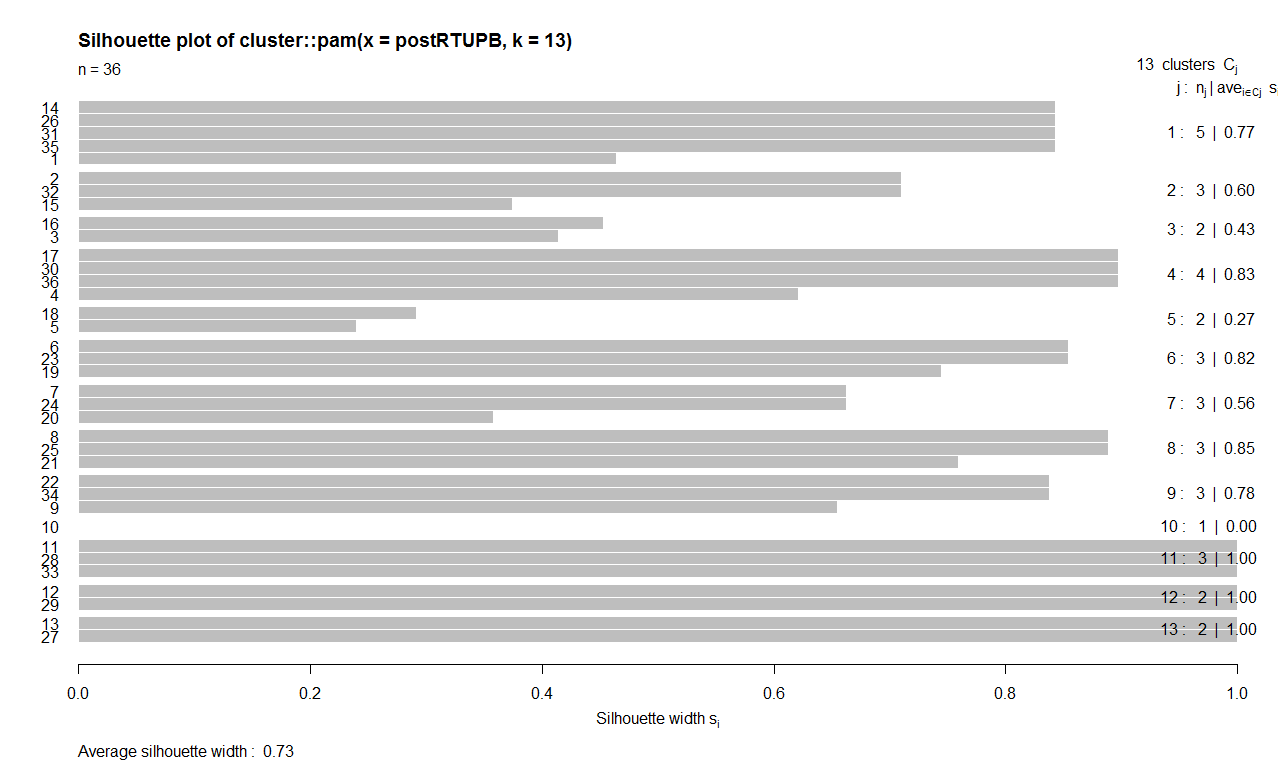 Silhouette plot of cluster::pam(x = postRTUPB, k = 13)
n = 36
13 clusters Cj
j : nj | avei∈Cj si
14
26
31
35
1
1 : 5 | 0.77
2
32
15
2 : 3 | 0.60
16
3
3 : 2 | 0.43
17
30
36
4
4 : 4 | 0.83
18
5
5 : 2 | 0.27
6
23
19
6 : 3 | 0.82
7
24
20
7 : 3 | 0.56
8
25
21
8 : 3 | 0.85
22
34
9
9 : 3 | 0.78
10
10 : 1 | 0.00
11
28
33
11 : 3 | 1.00
12
29
12 : 2 | 1.00
13
27
13 : 2 | 1.00
0.0 0.2 0.4 0.6 0.8 1.0
Silhouette width si
Average silhouette width : 0.73